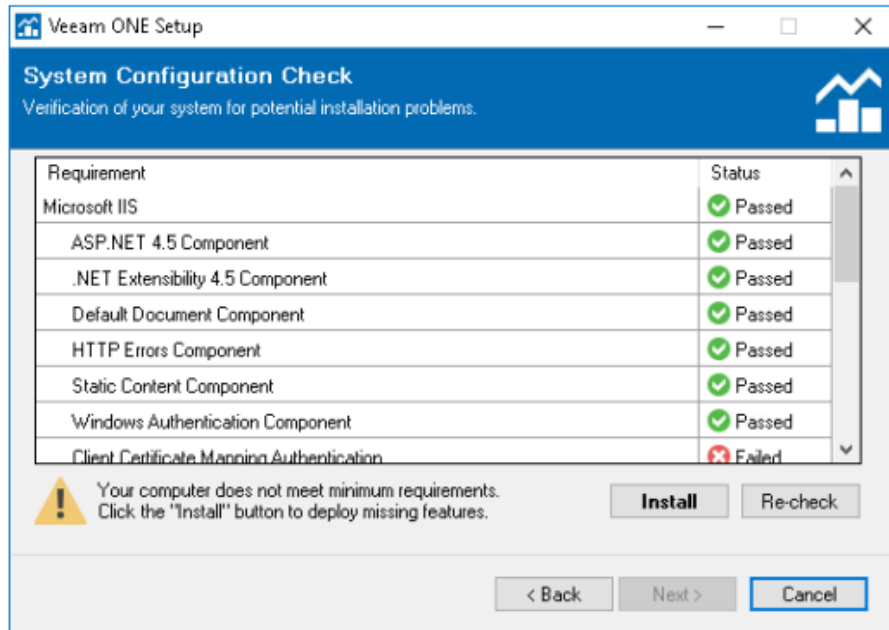 Veeam ONE Setup
System Configuration Check
Verification of your system for potential installation problems.
Requirement Status
Microsoft IIS Passed
ASP.NET 4.5 Component Passed
.NET Extensibility 4.5 Component Passed
Default Document Component Passed
HTTP Errors Component Passed
Static Content Component Passed
Windows Authentication Component Passed
Client Certificate Mapping Authentication Failed
Your computer does not meet minimum requirements.
Click the "Install" button to deploy missing features.
Install Re-check
< Back Next > Cancel